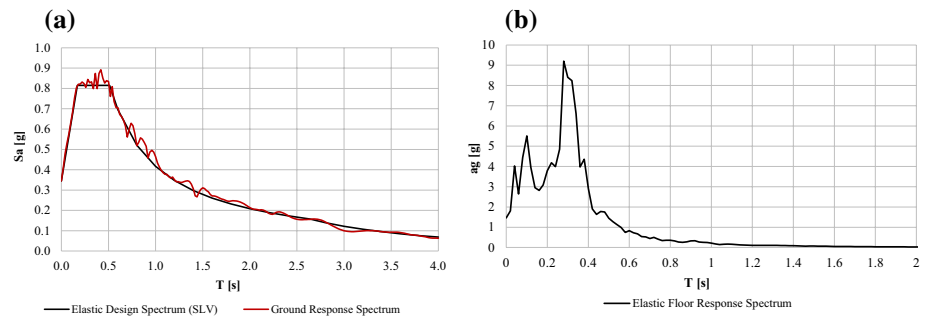 (a)
(b)
Sa [g]
1.0
0.9
0.8
0.7
0.6
0.5
0.4
0.3
0.2
0.1
0.0
0.0 0.5 1.0 1.5 2.0 2.5 3.0 3.5 4.0
T [s]
Elastic Design Spectrum (SLV) Ground Response Spectrum
ag [g]
10
9
8
7
6
5
4
3
2
1
0
0 0.2 0.4 0.6 0.8 1 1.2 1.4 1.6 1.8 2
T [s]
Elastic Floor Response Spectrum